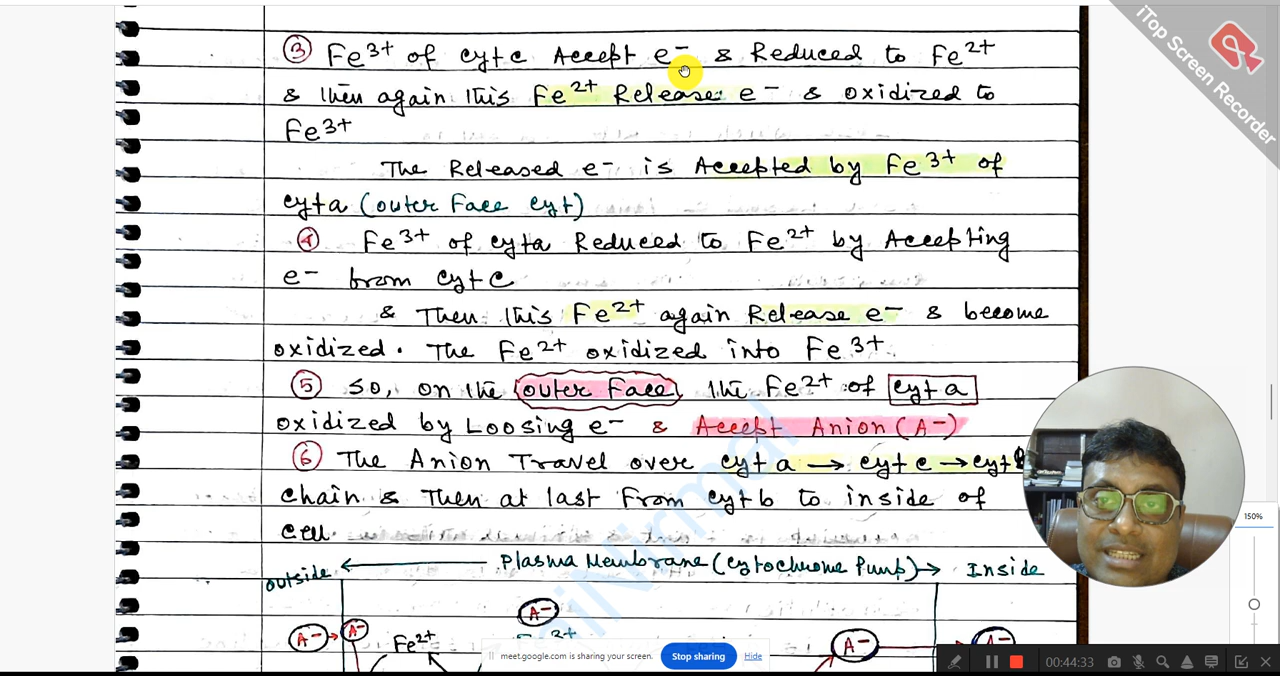 ③ Fe³⁺ of cyt c Accept e⁻ & Reduced to Fe²⁺
& then again this Fe²⁺ Release e⁻ & oxidized to
Fe³⁺
The Released e⁻ is Accepted by Fe³⁺ of
cyt a (outer Face cyt)
④ Fe³⁺ of cyt a Reduced to Fe²⁺ by Accepting
e⁻ from cyt c
& Then this Fe²⁺ again Release e⁻ & become
oxidized. The Fe²⁺ oxidized into Fe³⁺.
⑤ So, on the outer Face, the Fe²⁺ of cyt a
oxidized by Loosing e⁻ & Accept Anion (A⁻)
⑥ The Anion Travel over cyt a → cyt c → cyt
chain & Then at last From cyt b to inside of
cell.
outside ← Plasma Membrane (cytochrome Pump) → Inside
A⁻
A⁻ → A⁻ Fe²⁺ A⁻ A⁻
iTop Screen Recorder
150%
meet.google.com is sharing your screen. Stop sharing Hide
00:44:33